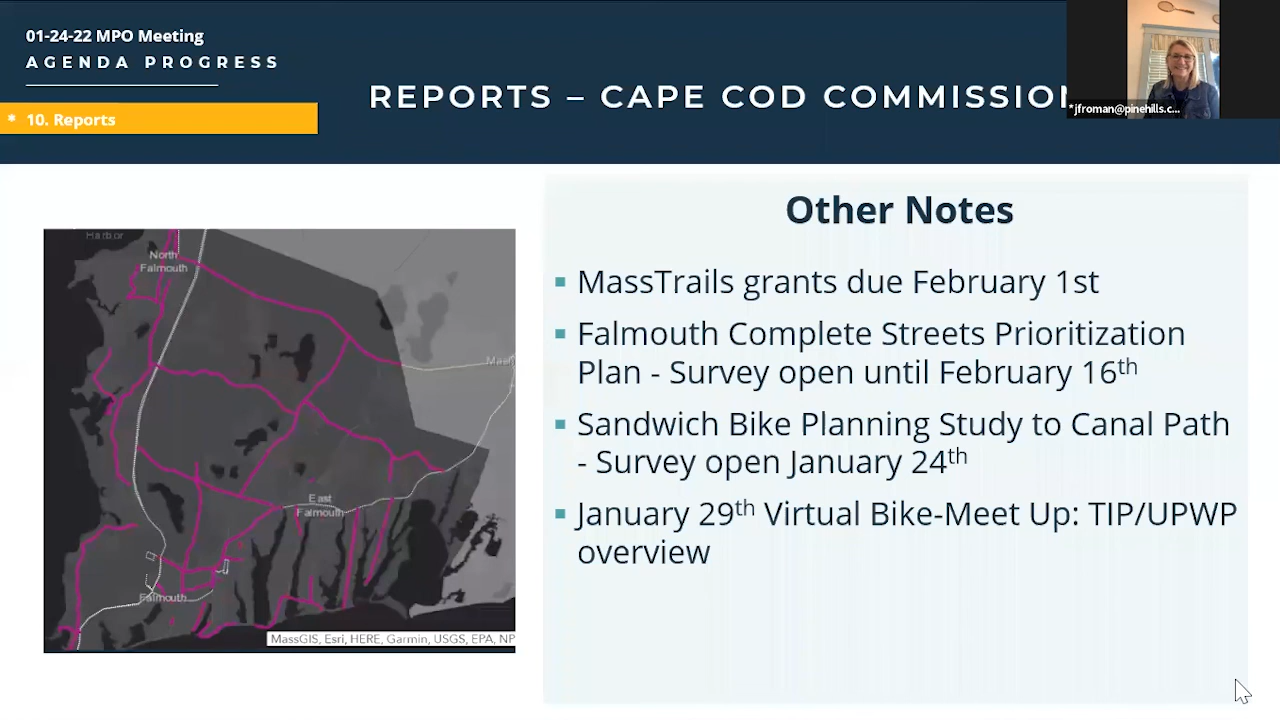 01-24-22 MPO Meeting
AGENDA PROGRESS
* 10. Reports
REPORTS – CAPE COD COMMISSION
*jfroman@pinehills.c...
Other Notes
▪ MassTrails grants due February 1st
▪ Falmouth Complete Streets Prioritization
Plan - Survey open until February 16th
▪ Sandwich Bike Planning Study to Canal Path
- Survey open January 24th
▪ January 29th Virtual Bike-Meet Up: TIP/UPWP
overview
Harbor
North
Falmouth
Mash
East
Falmouth
Falmouth
MassGIS, Esri, HERE, Garmin, USGS, EPA, NP